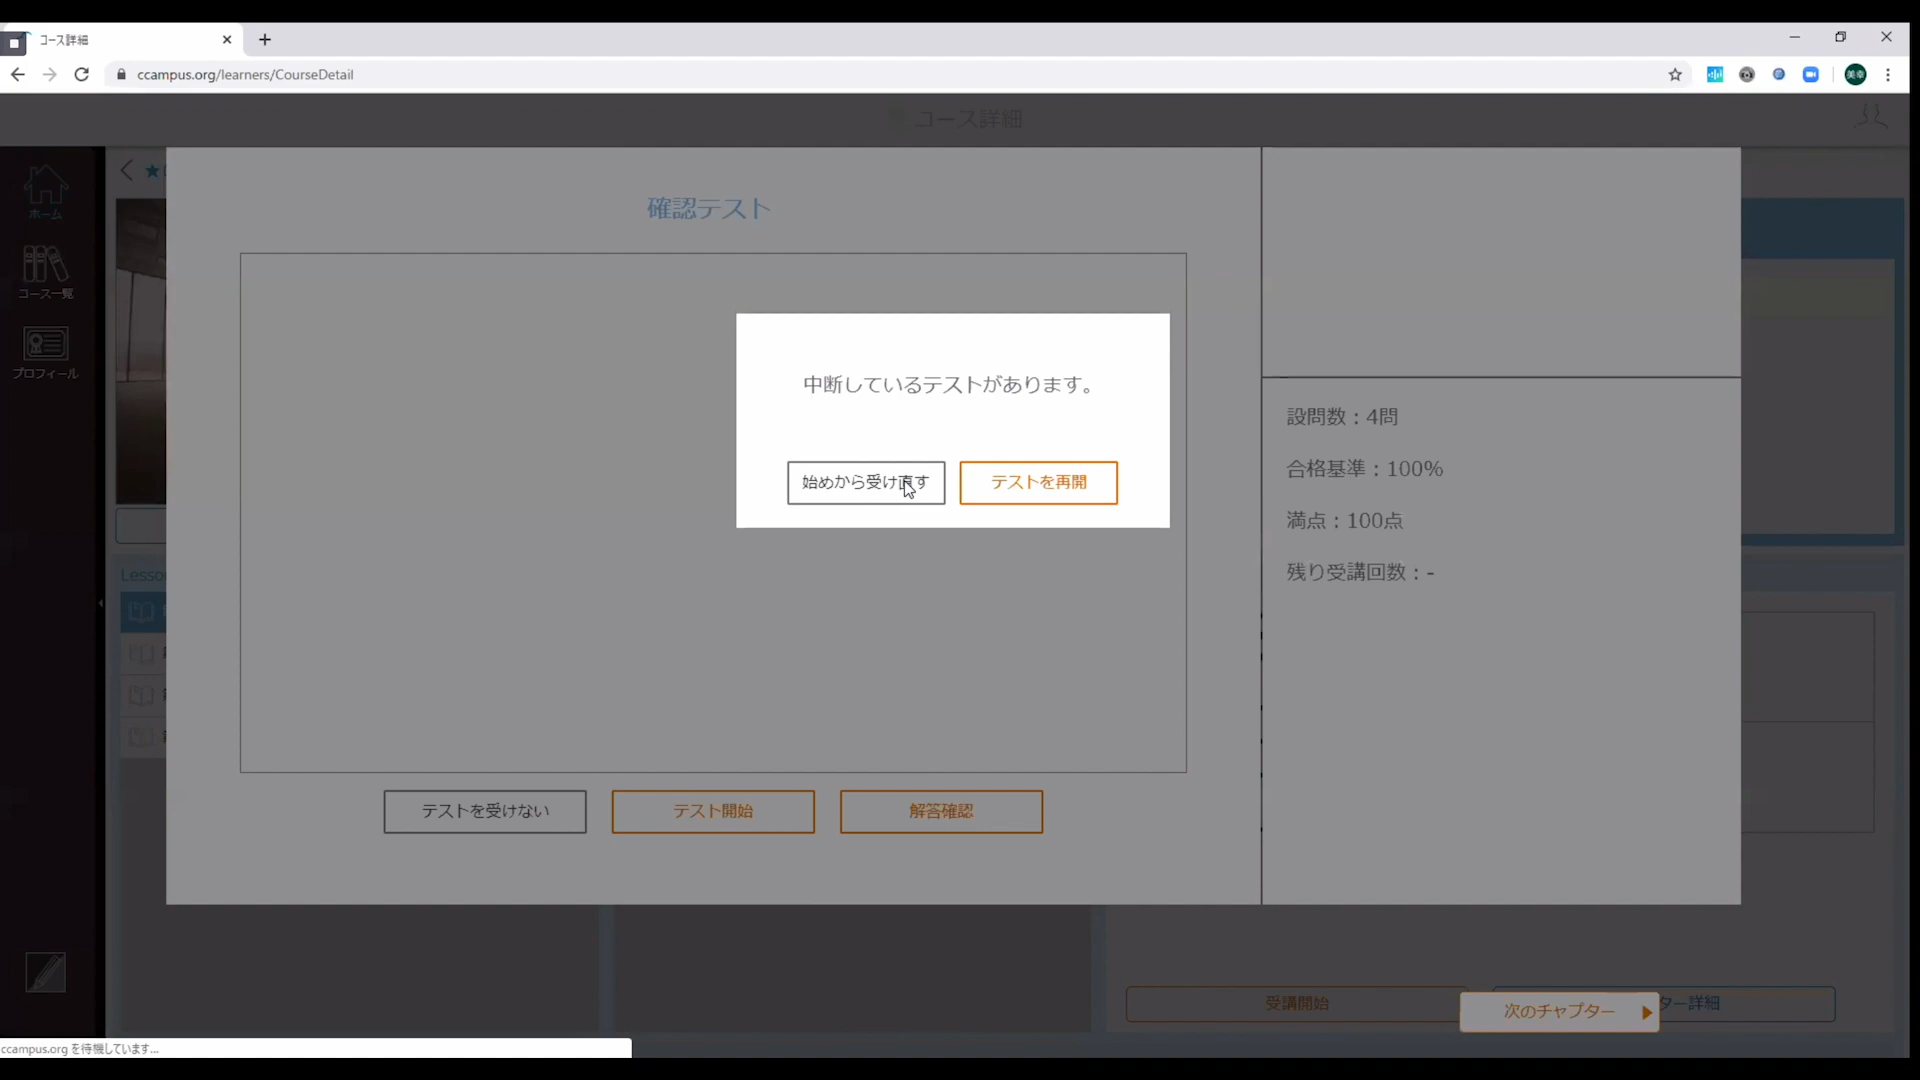 コース詳細
ccampus.org/learners/CourseDetail
美幸
コース詳細
ホーム
コース一覧
プロフィール
確認テスト
中断しているテストがあります。
始めから受け直す
テストを再開
設問数：4問
合格基準：100%
満点：100点
残り受講回数：-
Lesso
テストを受けない
テスト開始
解答確認
受講開始
次のチャプター
ター詳細
ccampus.org を待機しています...